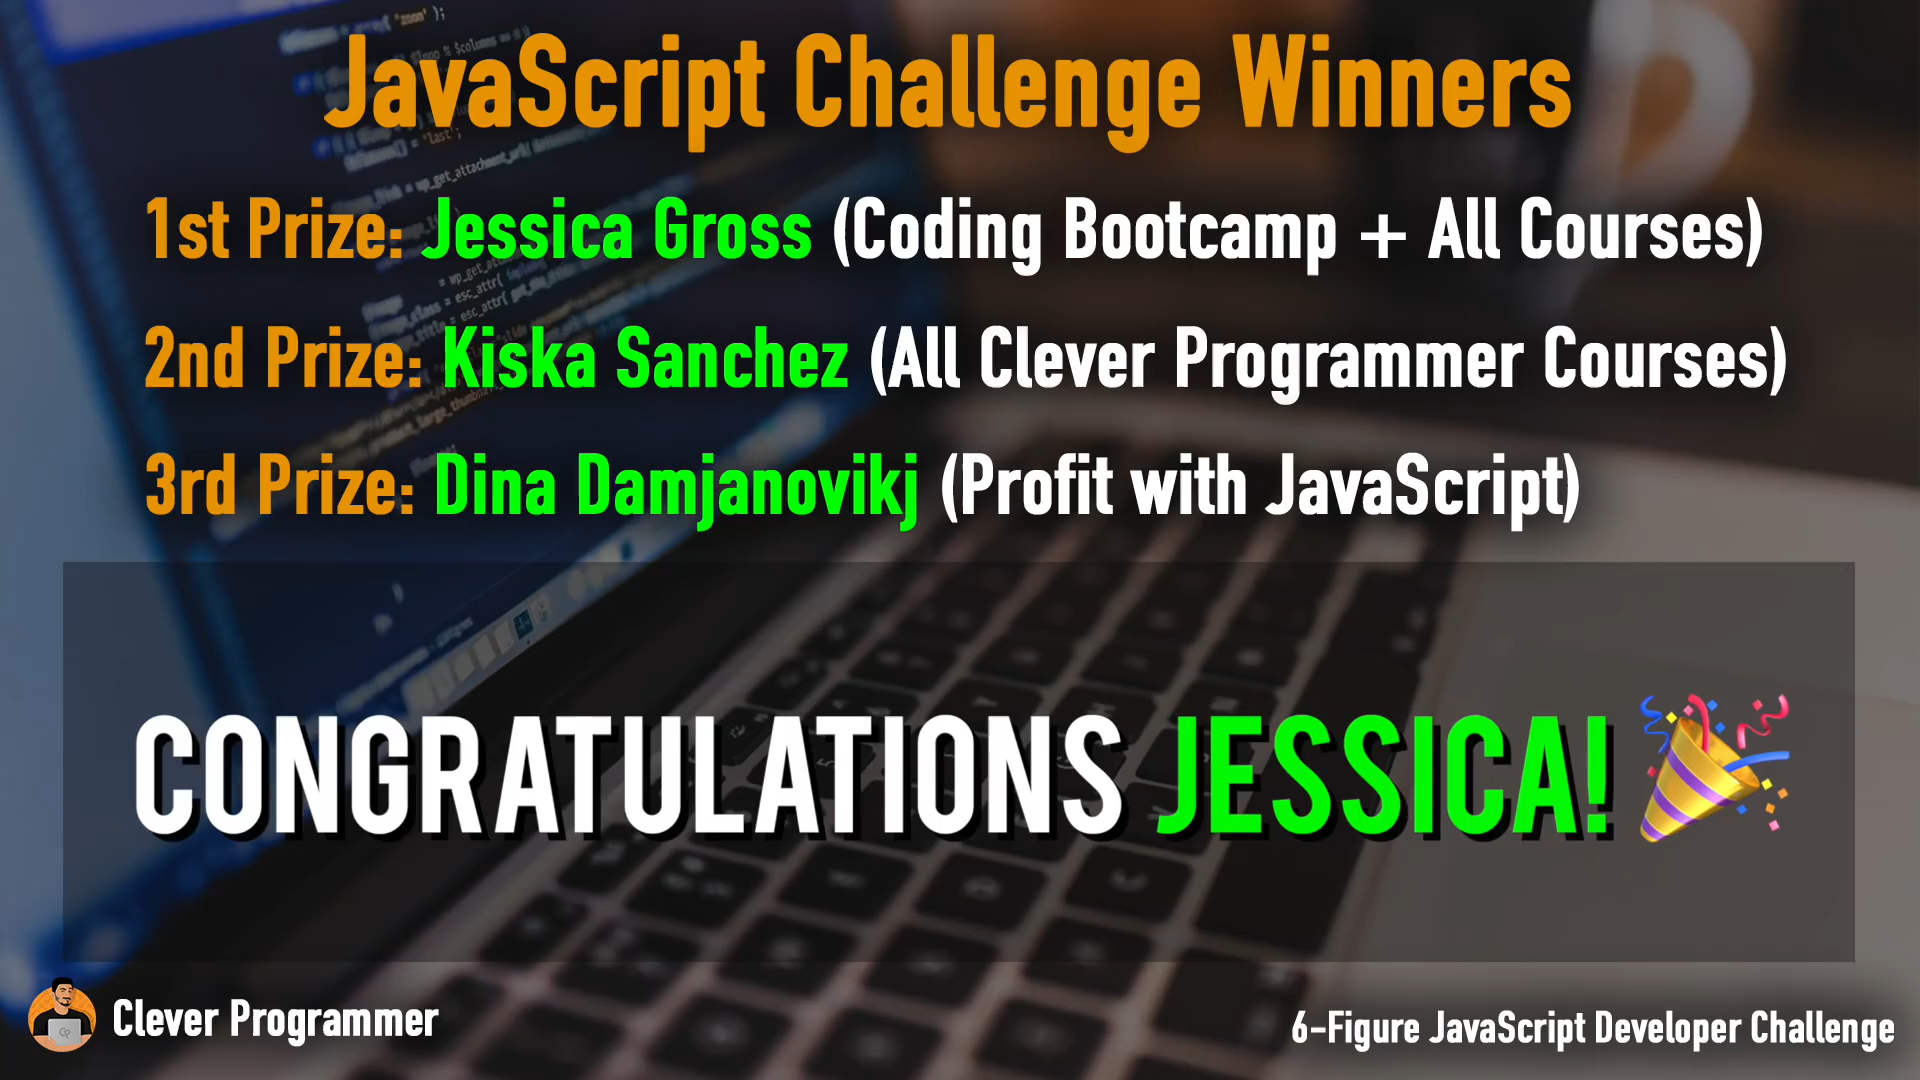 JavaScript Challenge Winners
1st Prize: Jessica Gross (Coding Bootcamp + All Courses)
2nd Prize: Kiska Sanchez (All Clever Programmer Courses)
3rd Prize: Dina Damjanovikj (Profit with JavaScript)
CONGRATULATIONS JESSICA!
Clever Programmer
6-Figure JavaScript Developer Challenge